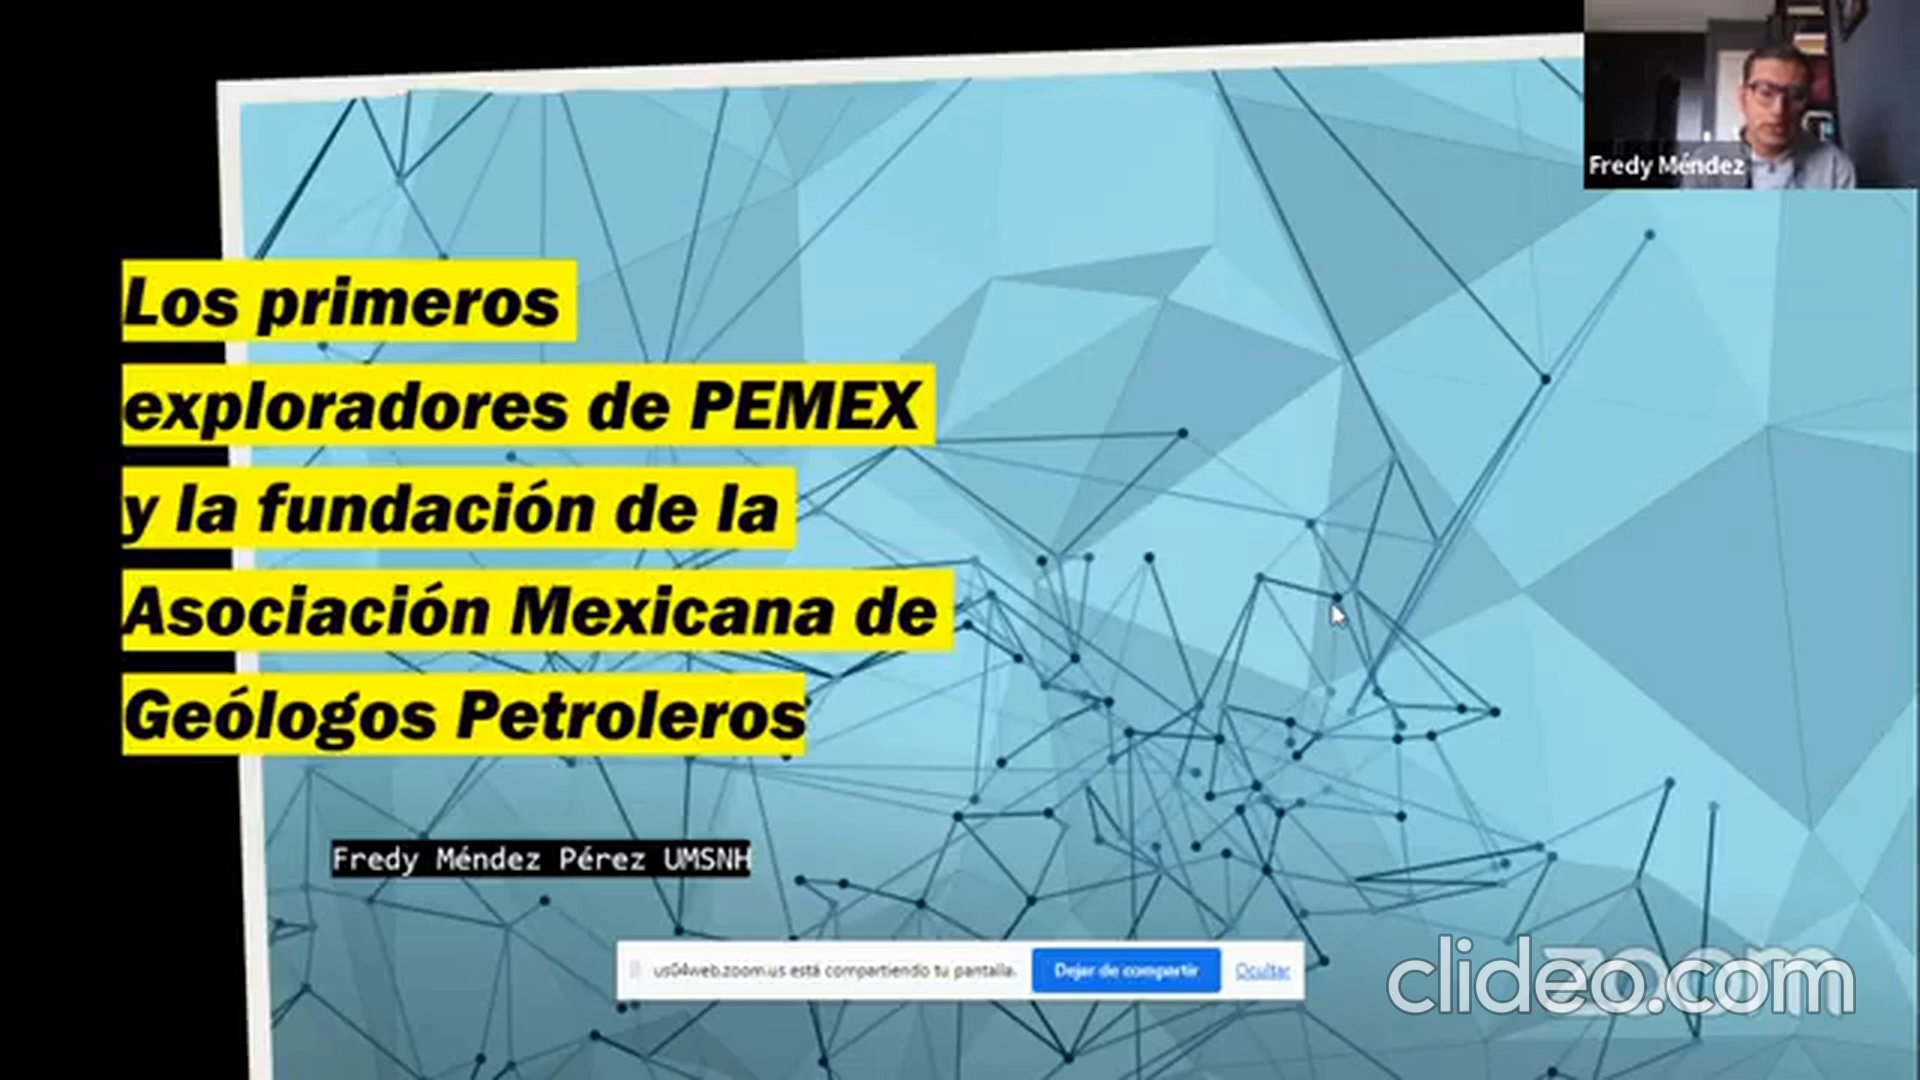 Fredy Méndez
Los primeros
exploradores de PEMEX
y la fundación de la
Asociación Mexicana de
Geólogos Petroleros
Fredy Méndez Pérez UMSNH
us04web.zoom.us está compartiendo tu pantalla.
Dejar de compartir
Ocultar
clideo.com
zoom